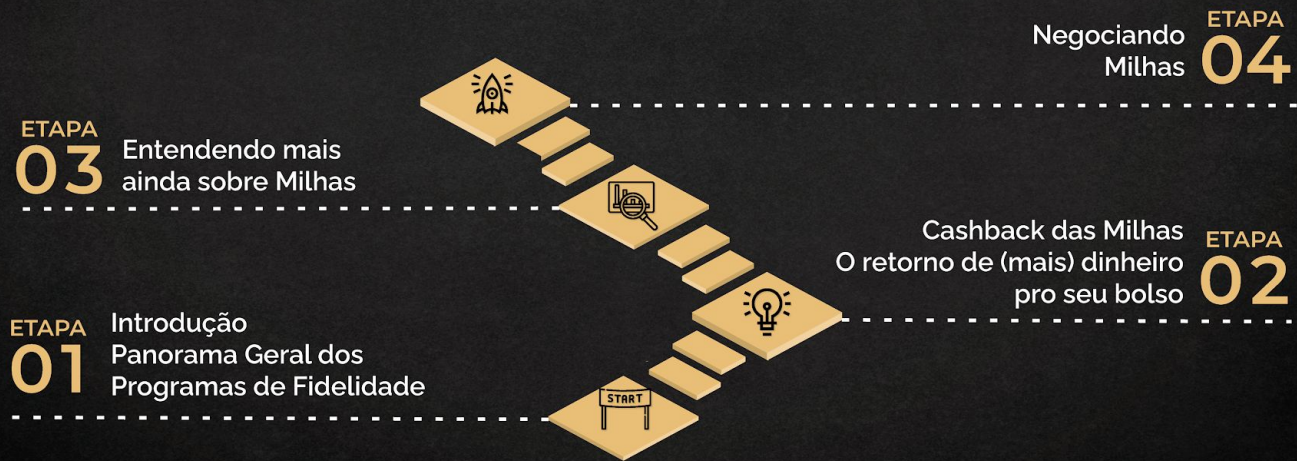 ETAPA
04
Negociando
Milhas
ETAPA
03
Entendendo mais
ainda sobre Milhas
Cashback das Milhas
O retorno de (mais) dinheiro
pro seu bolso
ETAPA
02
ETAPA
01
Introdução
Panorama Geral dos
Programas de Fidelidade
START